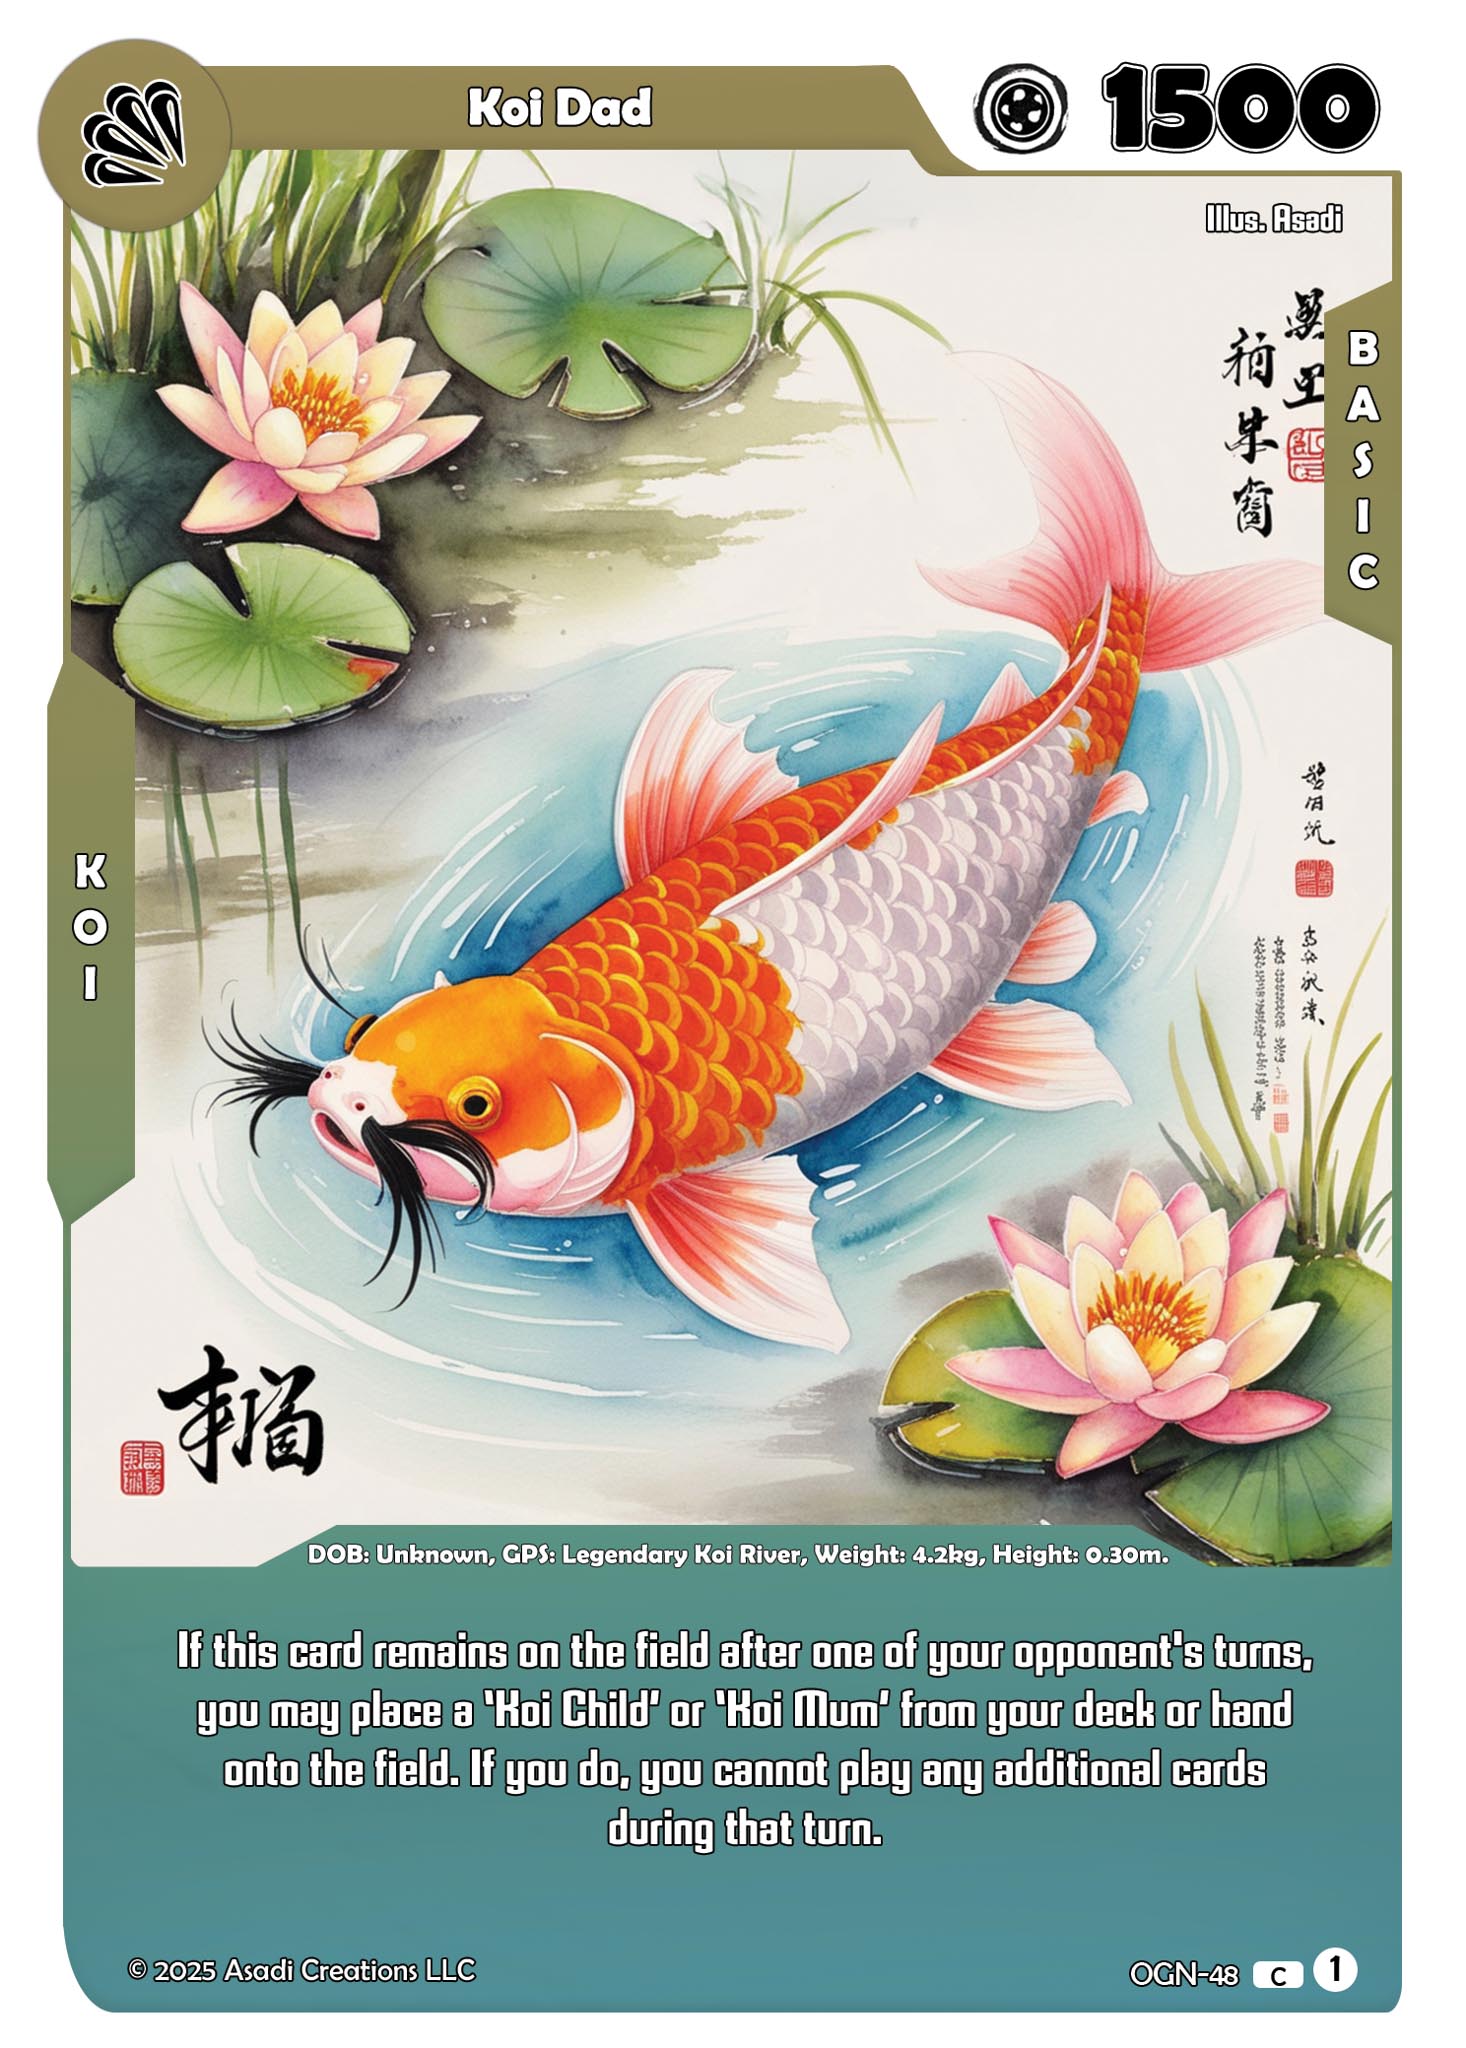 Koi Dad
1500
Illus. Asadi
BASIC
KOI
DOB: Unknown, GPS: Legendary Koi River, Weight: 4.2kg, Height: 0.30m.
If this card remains on the field after one of your opponent's turns,
you may place a ‘Koi Child’ or ‘Koi Mum’ from your deck or hand
onto the field. If you do, you cannot play any additional cards
during that turn.
© 2025 Asadi Creations LLC
OGN-48 C 1